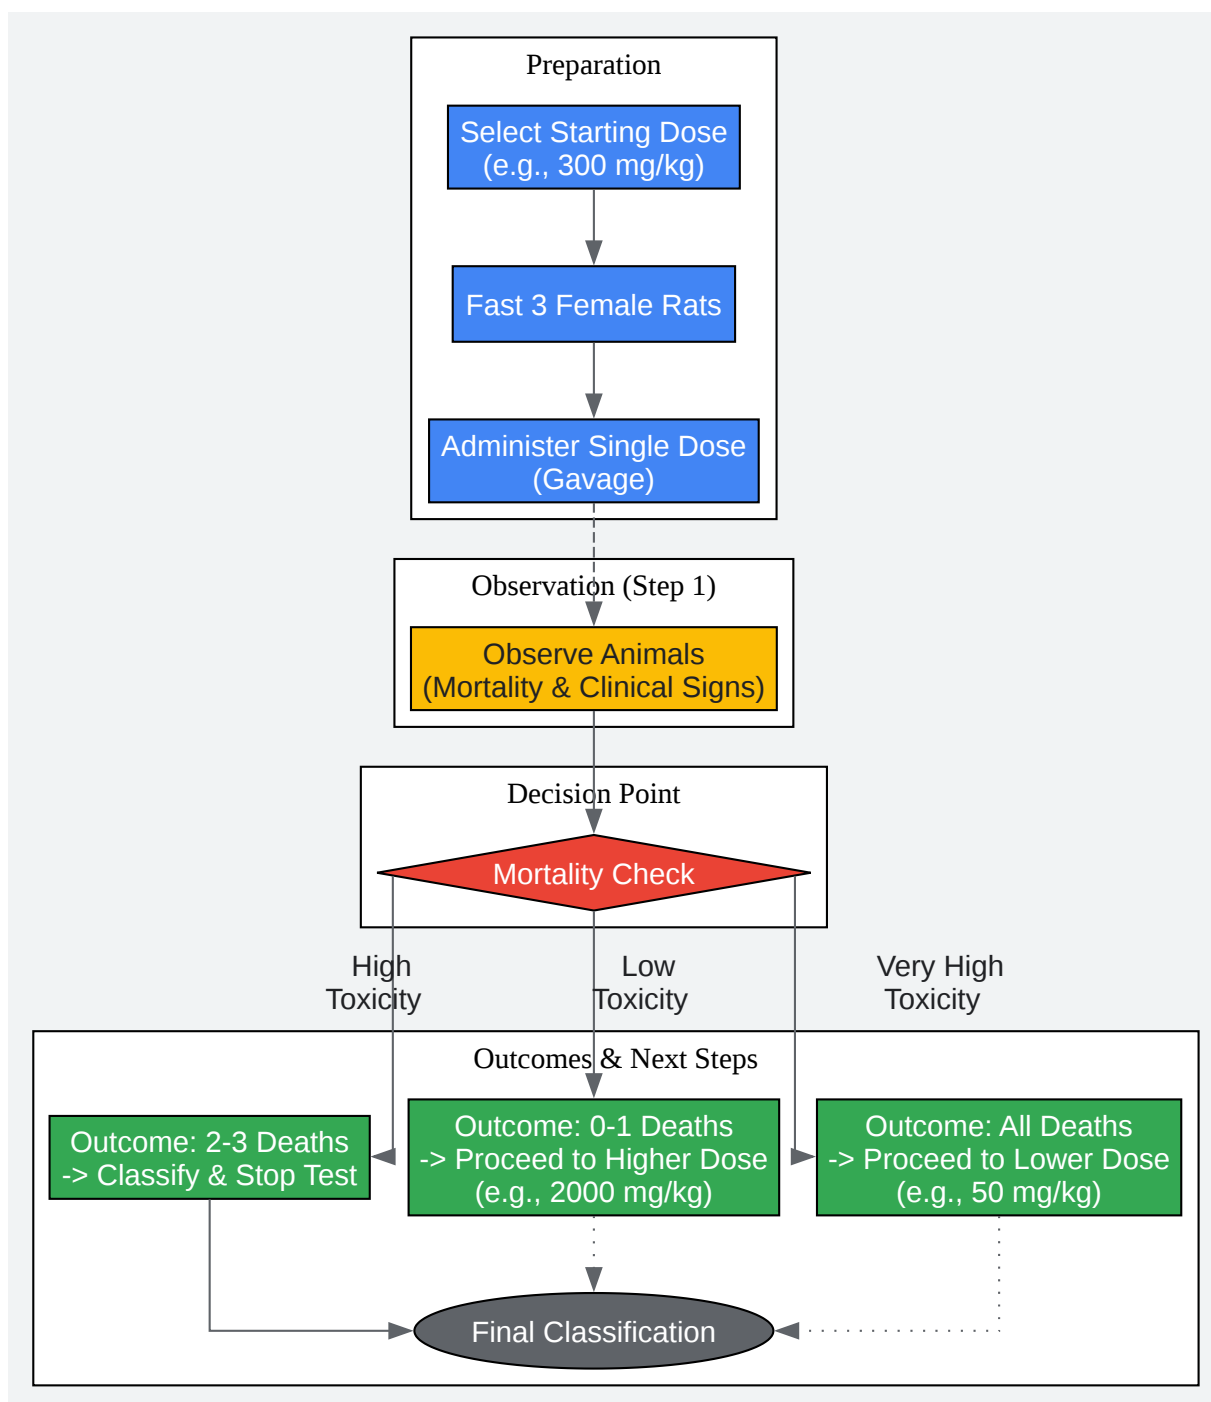 Preparation
Select Starting Dose
(e.g., 300 mg/kg)
Fast 3 Female Rats
Administer Single Dose
(Gavage)
Observation (Step 1)
Observe Animals
(Mortality & Clinical Signs)
Decision Point
Mortality Check
High
Toxicity
Low
Toxicity
Very High
Toxicity
Outcomes & Next Steps
Outcome: 2-3 Deaths
-> Classify & Stop Test
Outcome: 0-1 Deaths
-> Proceed to Higher Dose
(e.g., 2000 mg/kg)
Outcome: All Deaths
-> Proceed to Lower Dose
(e.g., 50 mg/kg)
Final Classification